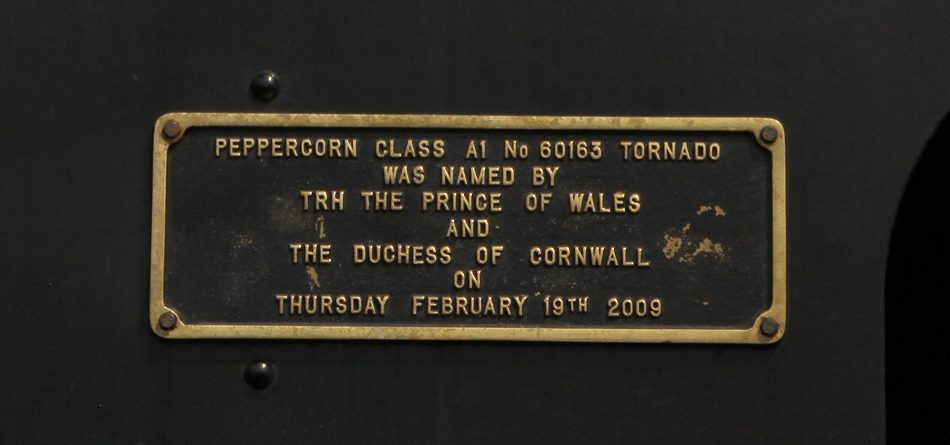 PEPPERCORN CLASS A1 No 60163 TORNADO
WAS NAMED BY
TRH THE PRINCE OF WALES
AND
THE DUCHESS OF CORNWALL
ON
THURSDAY FEBRUARY 19TH 2009